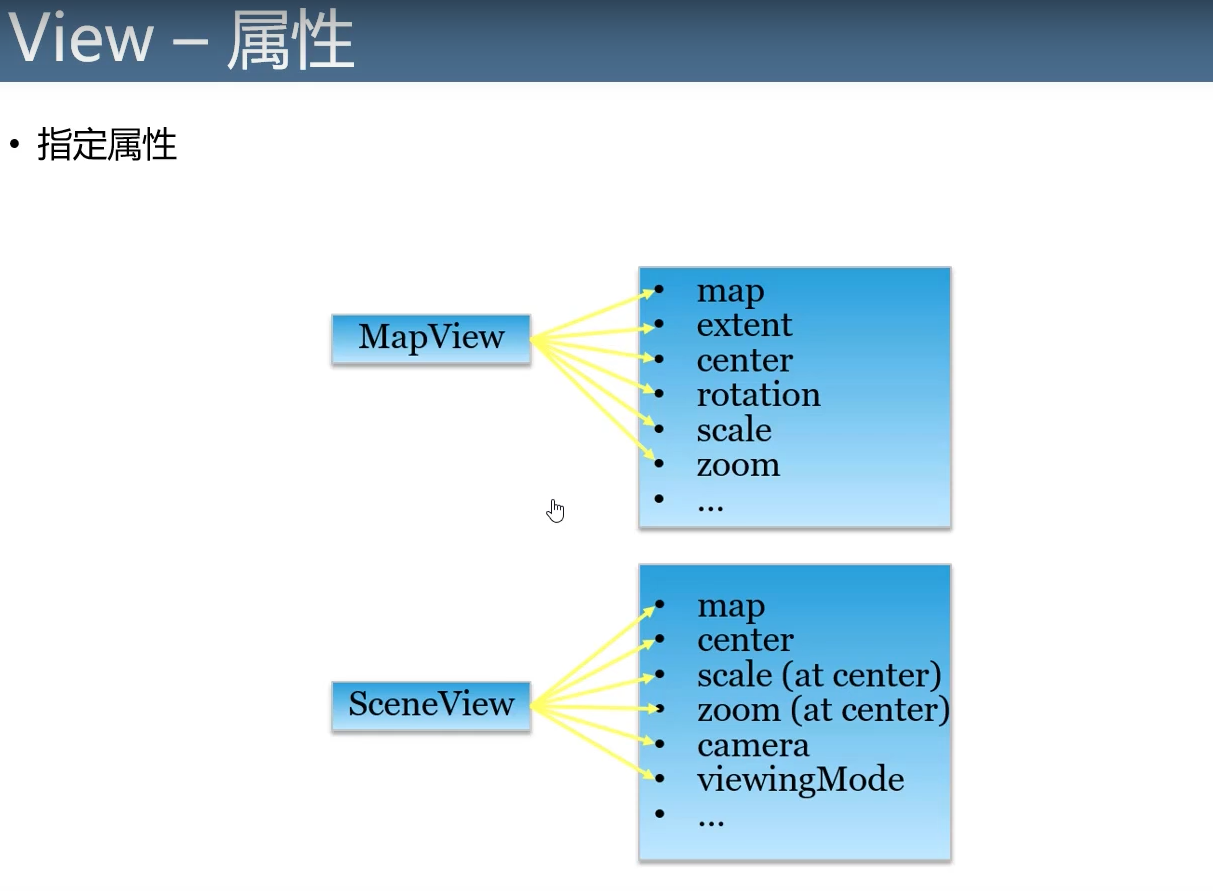 View – 属性
• 指定属性
MapView
• map
• extent
• center
• rotation
• scale
• zoom
• ...
SceneView
• map
• center
• scale (at center)
• zoom (at center)
• camera
• viewingMode
• ...